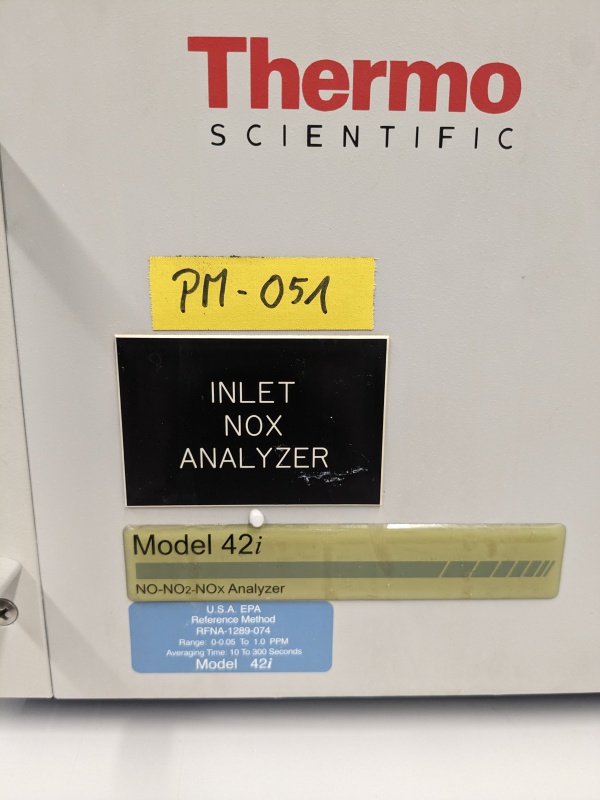 Thermo
SCIENTIFIC
PM-051
INLET
NOX
ANALYZER
Model 42i
NO-NO2-NOx Analyzer
U.S.A. EPA
Reference Method
RFNA-1289-074
Range: 0-0.05 To 1.0 PPM
Averaging Time: 10 To 300 Seconds
Model 42i